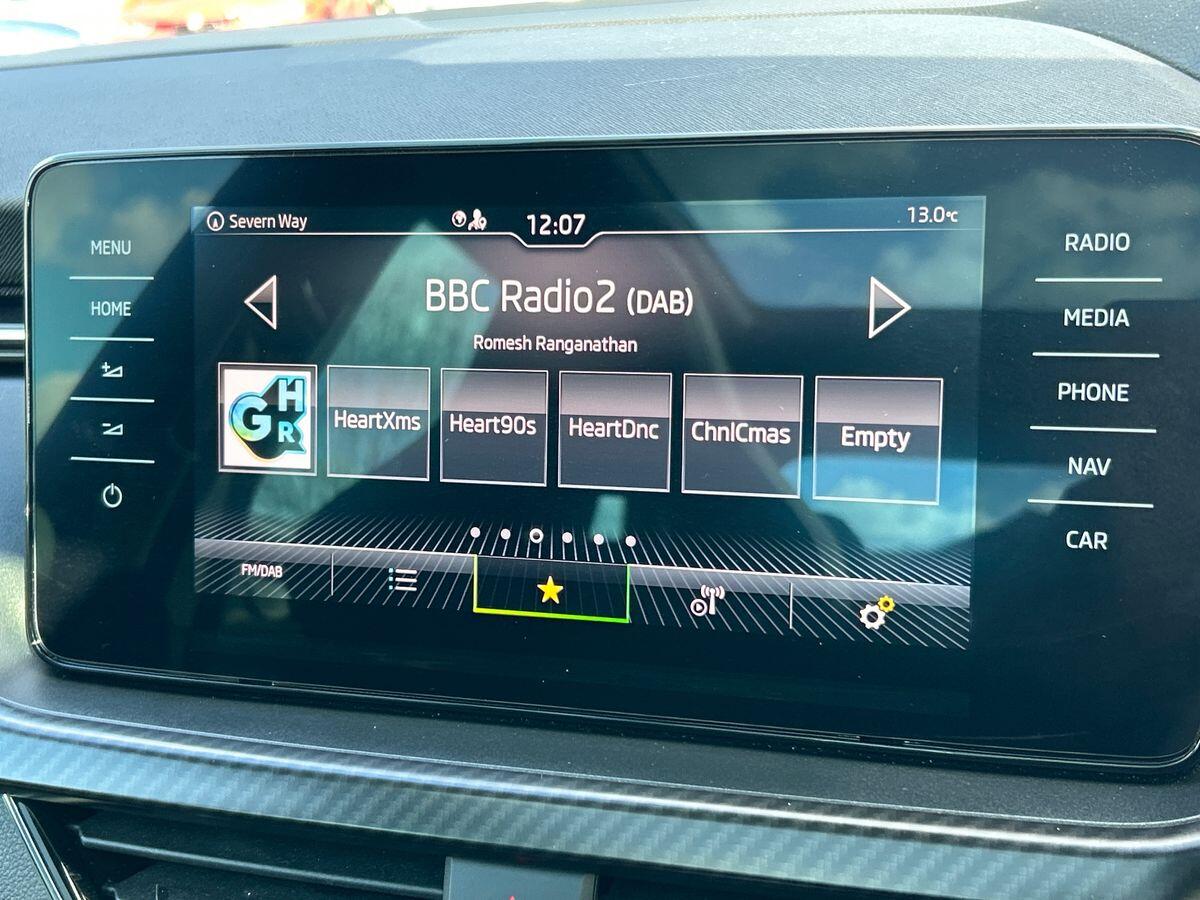 MENU
HOME
Severn Way
12:07
13.0°C
BBC Radio2 (DAB)
Romesh Ranganathan
GHR
HeartXms
Heart90s
HeartDnc
ChnlCmas
Empty
FM/DAB
RADIO
MEDIA
PHONE
NAV
CAR